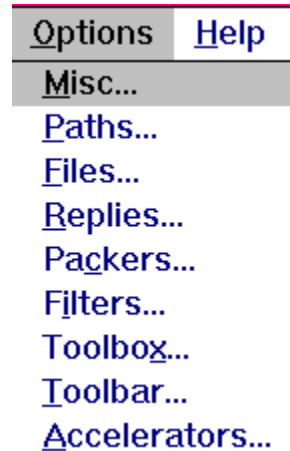 Options Help
Misc...
Paths...
Files...
Replies...
Packers...
Filters...
Toolbox...
Toolbar...
Accelerators...